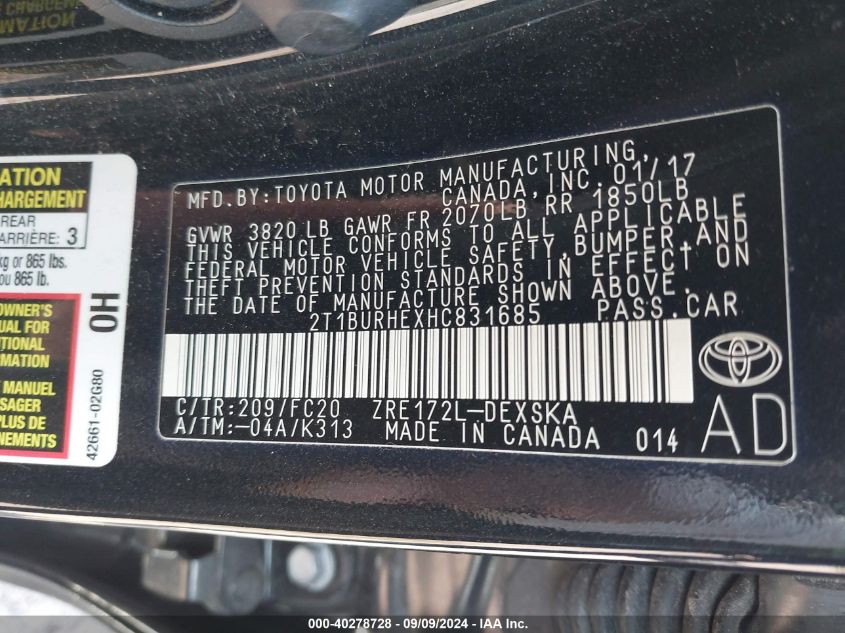 MATION
ATION
CHARGEMENT
REAR
ARRIÈRE: 3
kg or 865 lbs.
ou 865 lb.
OWNER'S
UAL FOR
TIONAL
MATION
MANUEL
SAGER
PLUS DE
NEMENTS
OH
42661-02G80
MFD.BY:TOYOTA MOTOR MANUFACTURING,
CANADA, INC. 01/17
GVWR 3820 LB GAWR FR 2070LB RR 1850LB
THIS VEHICLE CONFORMS TO ALL APPLICABLE
FEDERAL MOTOR VEHICLE SAFETY,BUMPER,AND
THEFT PREVENTION STANDARDS IN EFFECT ON
THE DATE OF MANUFACTURE SHOWN ABOVE.
2T1BURHEXHC831685 PASS.CAR
C/TR:209/FC20 ZRE172L-DEXSKA
A/TM:-04A/K313 MADE IN CANADA 014
AD
000-40278728 - 09/09/2024 - IAA Inc.